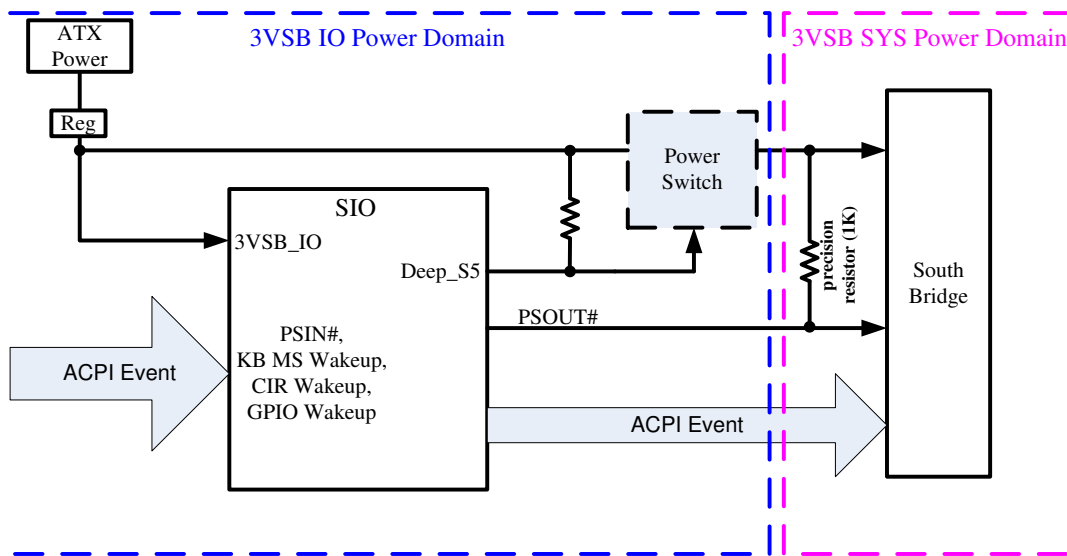 3VSB IO Power Domain
3VSB SYS Power Domain
ATX
Power
Reg
Power
Switch
SIO
3VSB_IO
Deep_S5
precision
resistor (1K)
South
Bridge
PSOUT#
PSIN#,
KB MS Wakeup,
CIR Wakeup,
GPIO Wakeup
ACPI Event
ACPI Event